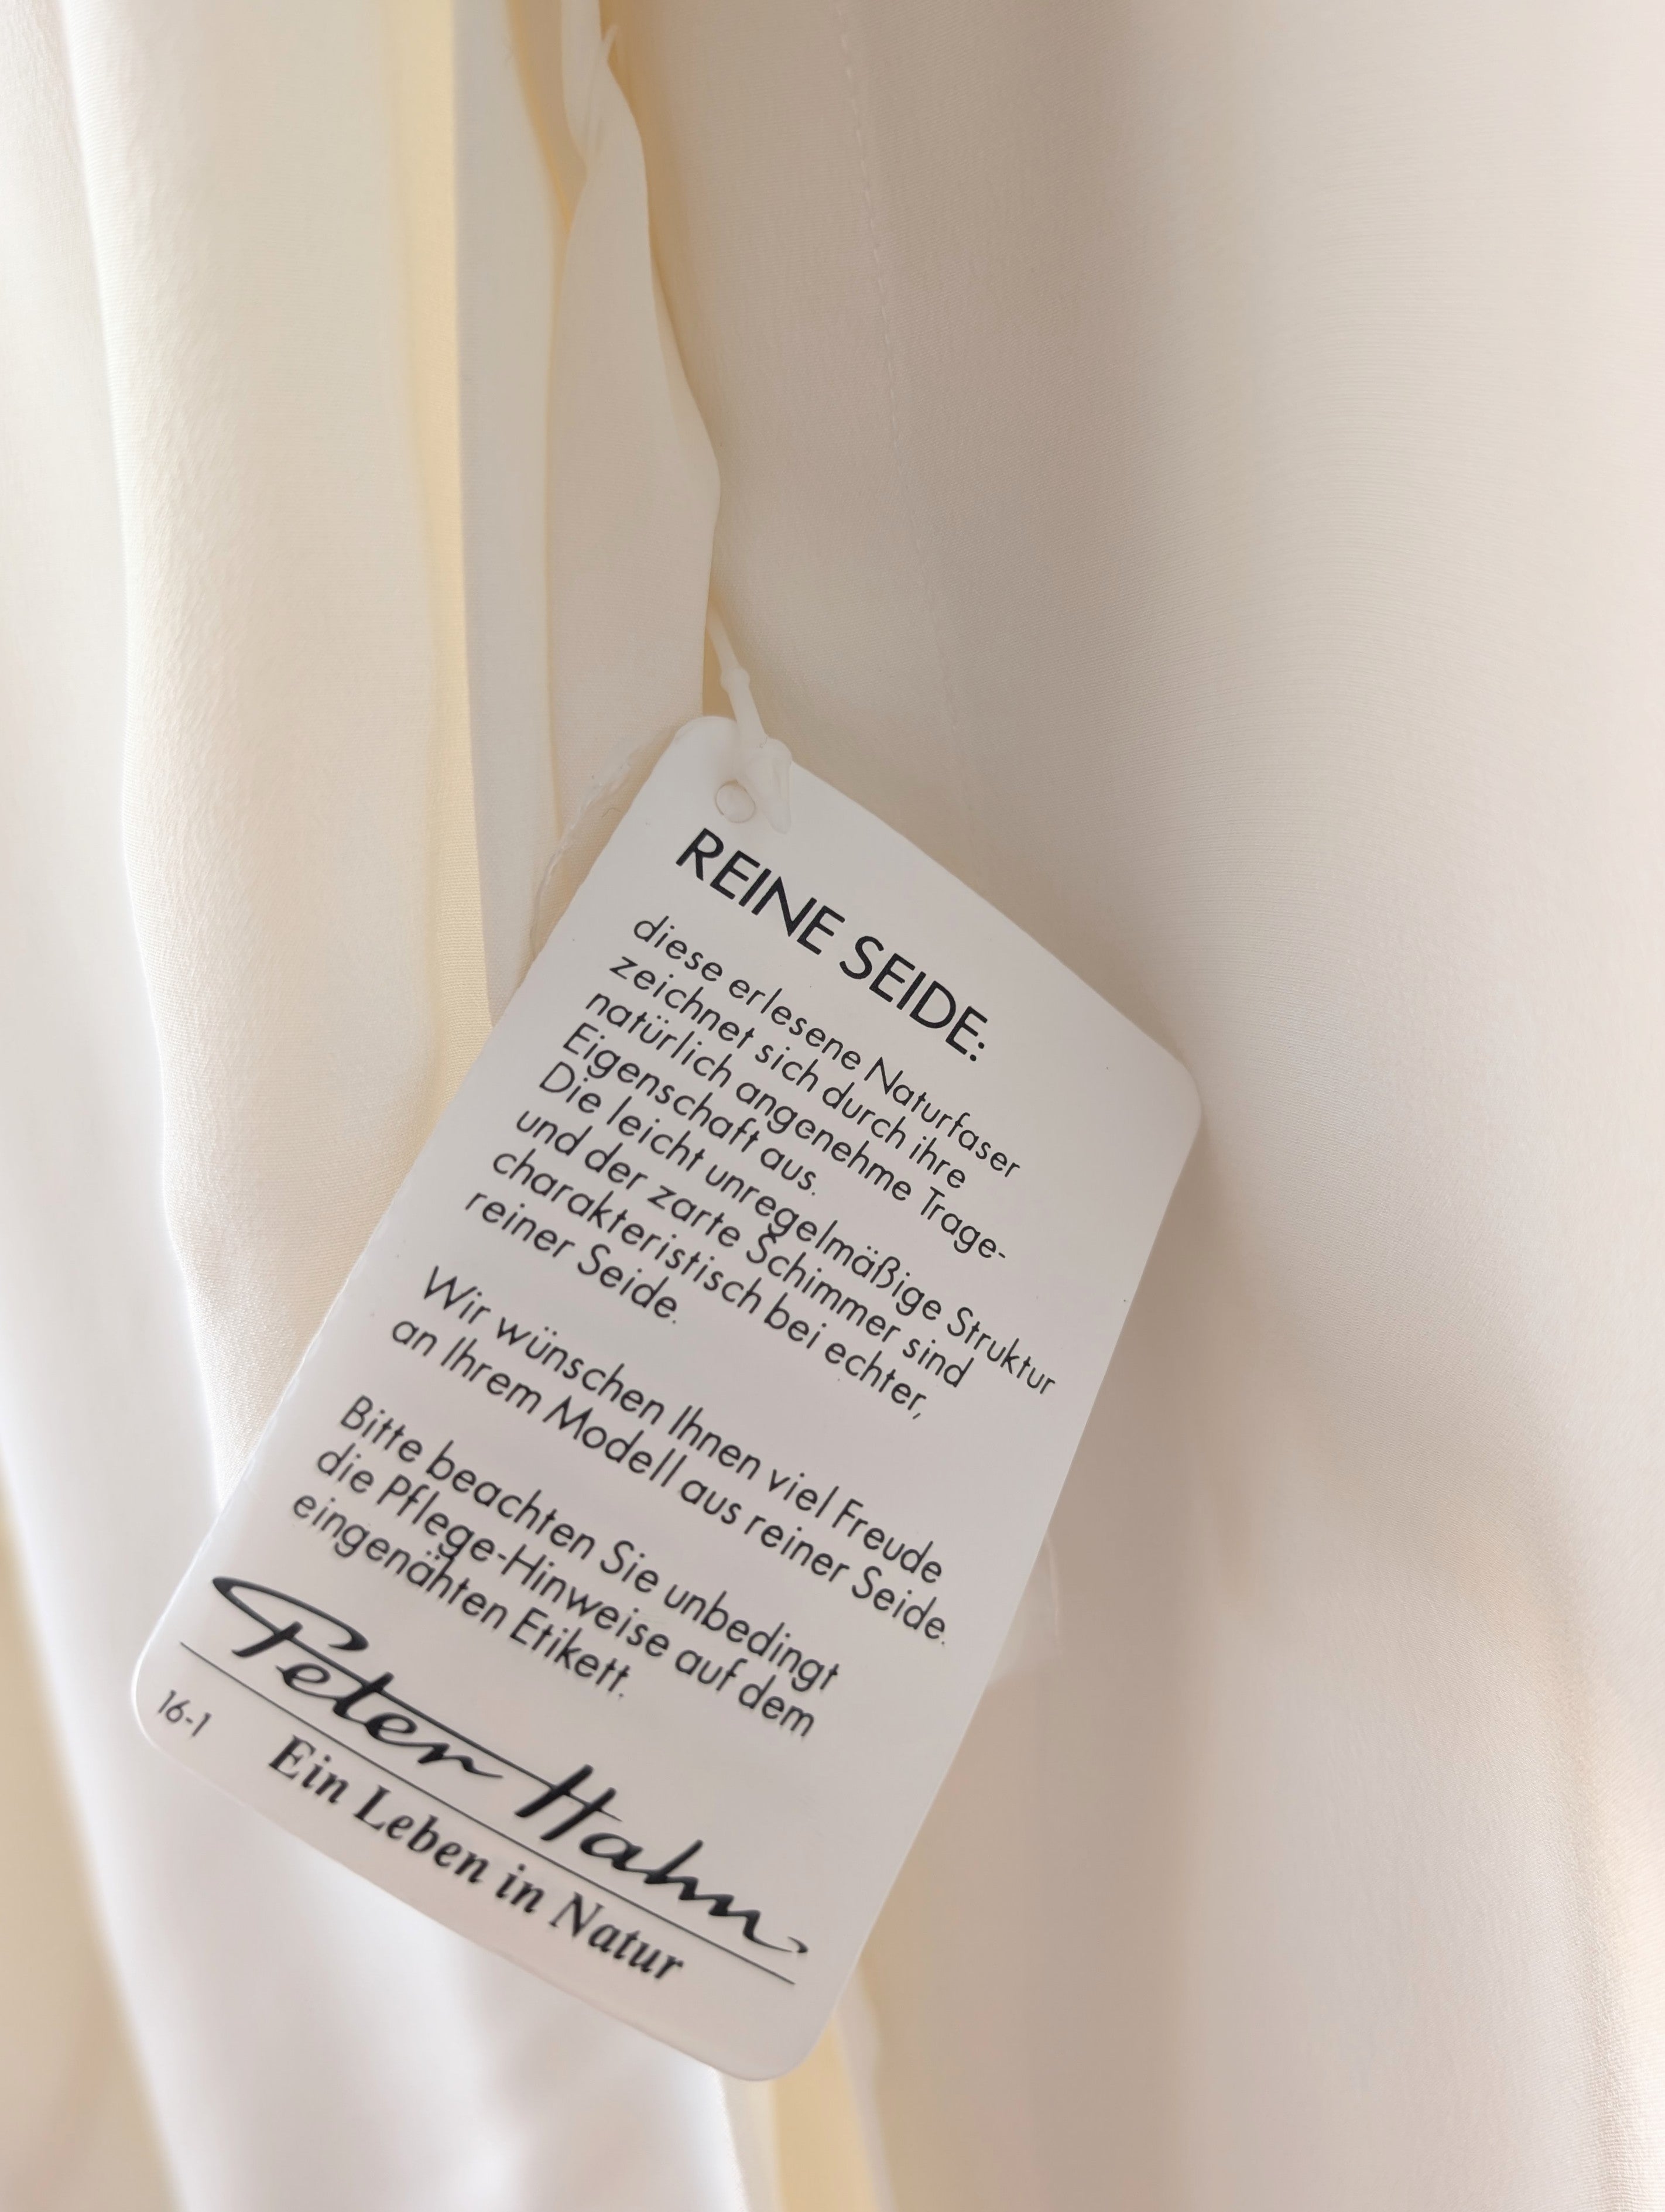 REINE SEIDE:
diese erlesene Naturfaser
zeichnet sich durch ihre
natürlich angenehme Trage-
Eigenschaft aus.
Die leicht unregelmäßige Struktur
und der zarte Schimmer sind
charakteristisch bei echter,
reiner Seide.
Wir wünschen Ihnen viel Freude
an Ihrem Modell aus reiner Seide.
Bitte beachten Sie unbedingt
die Pflege-Hinweise auf dem
eingenähten Etikett.
Peter Hahn
16-1
Ein Leben in Natur